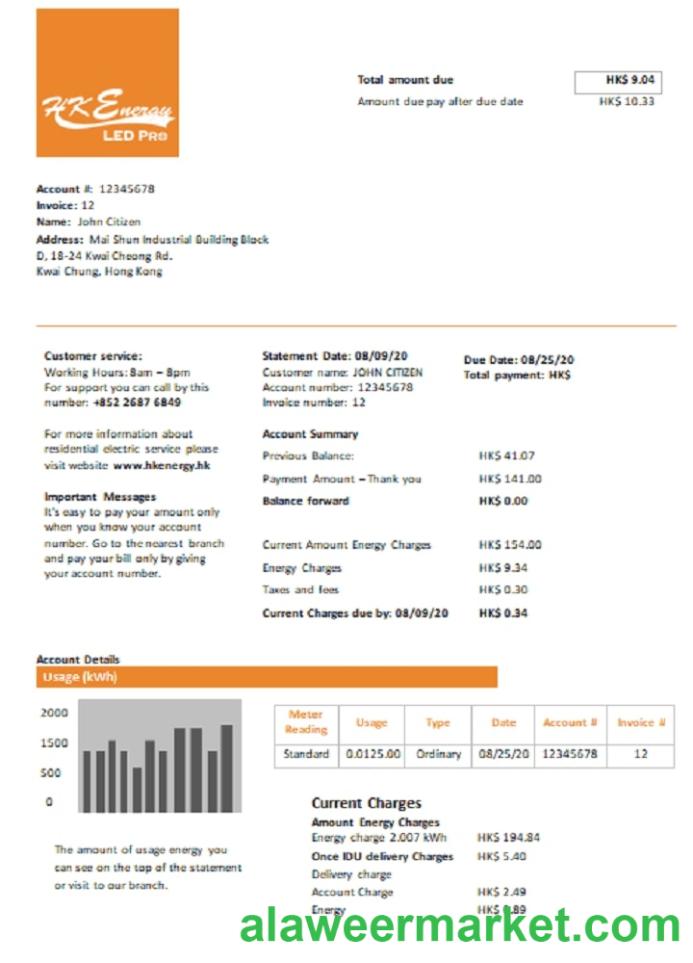 HK Energy
LED Pro
Total amount due HK$ 9.04
Amount due pay after due date HK$ 10.33
Account #: 12345678
Invoice: 12
Name: John Citizen
Address: Mai Shun Industrial Building Block
D, 18-24 Kwai Cheong Rd.
Kwai Chung, Hong Kong
Customer service:
Working Hours: 8am – 8pm
For support you can call by this
number: +852 2687 6849
For more information about
residential electric service please
visit website www.hkenergy.hk
Important Messages
It's easy to pay your amount only
when you know your account
number. Go to the nearest branch
and pay your bill only by giving
your account number.
Statement Date: 08/09/20
Customer name: JOHN CITIZEN
Account number: 12345678
Invoice number: 12
Due Date: 08/25/20
Total payment: HK$
Account Summary
Previous Balance: HK$ 41.07
Payment Amount – Thank you HK$ 141.00
Balance forward HK$ 0.00
Current Amount Energy Charges HK$ 154.00
Energy Charges HK$ 9.34
Taxes and fees HK$ 0.30
Current Charges due by: 08/09/20 HK$ 0.34
Account Details
Usage (kWh)
2000
1500
500
0
The amount of usage energy you
can see on the top of the statement
or visit to our branch.
Meter Reading Usage Type Date Account # Invoice #
Standard 0.0125.00 Ordinary 08/25/20 12345678 12
Current Charges
Amount Energy Charges
Energy charge 2.007 kWh HK$ 194.84
Once IDU delivery Charges HK$ 5.40
Delivery charge
Account Charge HK$ 2.49
Energy HK$ .89
alaweermarket.com